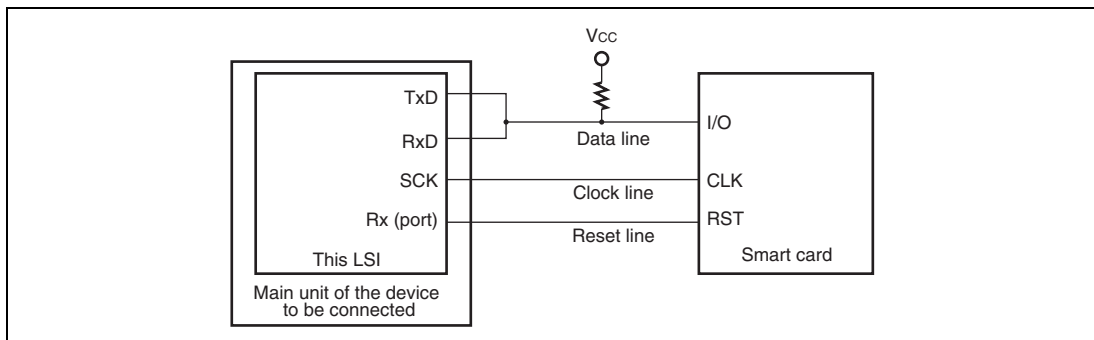 Vcc
TxD
RxD
SCK
Rx (port)
This LSI
Main unit of the device
to be connected
Data line
Clock line
Reset line
I/O
CLK
RST
Smart card